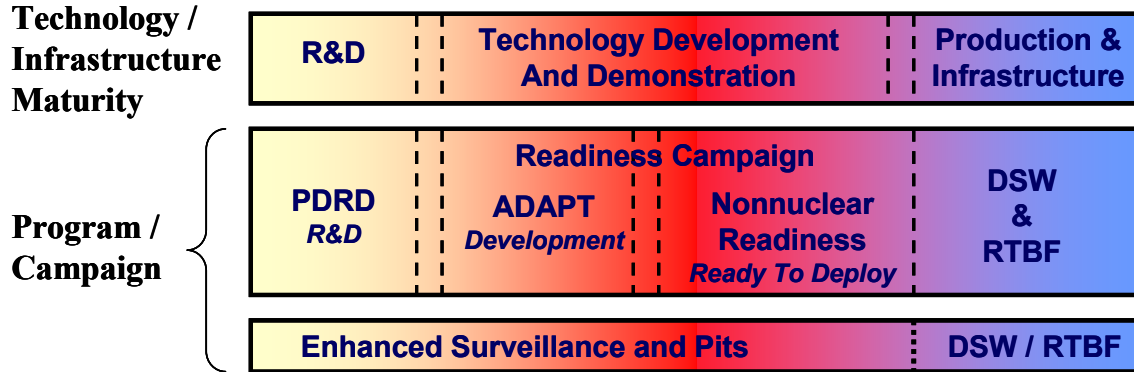 Technology /
Infrastructure
Maturity
R&D
Technology Development
And Demonstration
Production &
Infrastructure
Program /
Campaign
Readiness Campaign
PDRD
R&D
ADAPT
Development
Nonnuclear
Readiness
Ready To Deploy
DSW
&
RTBF
Enhanced Surveillance and Pits
DSW / RTBF